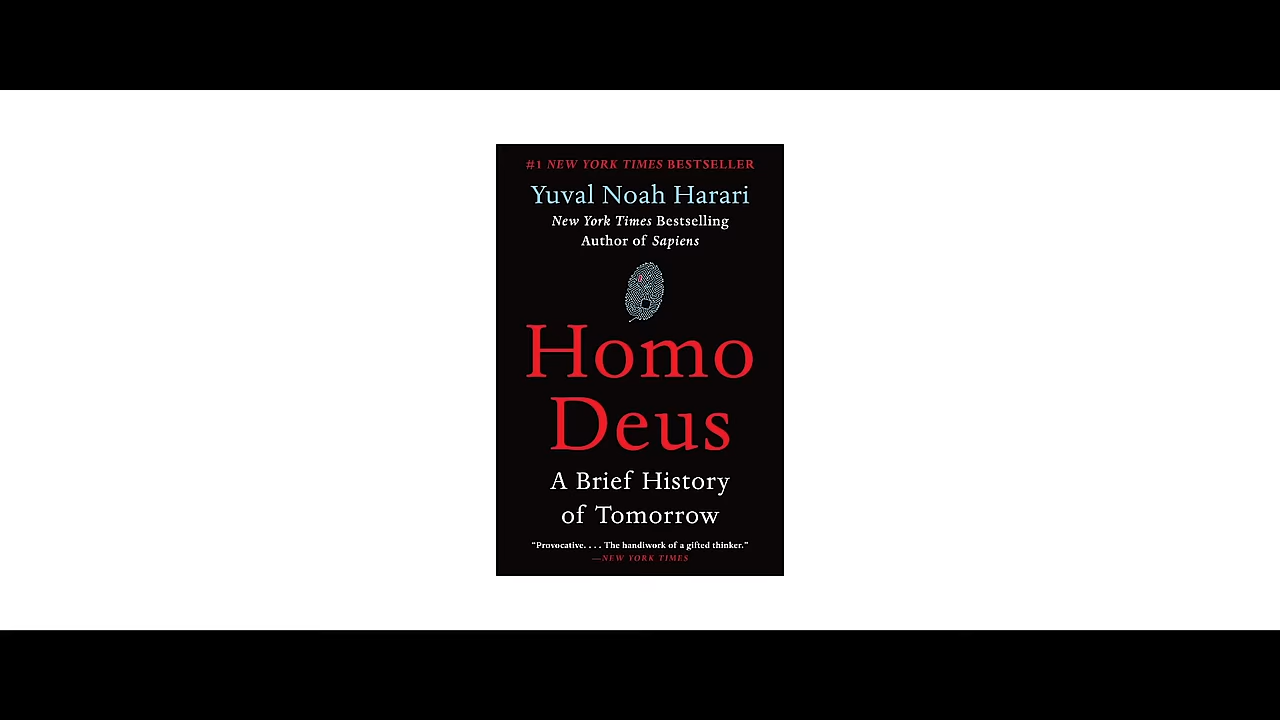 #1 NEW YORK TIMES BESTSELLER
Yuval Noah Harari
New York Times Bestselling
Author of Sapiens
Homo
Deus
A Brief History
of Tomorrow
“Provocative. . . . The handiwork of a gifted thinker.”
—NEW YORK TIMES